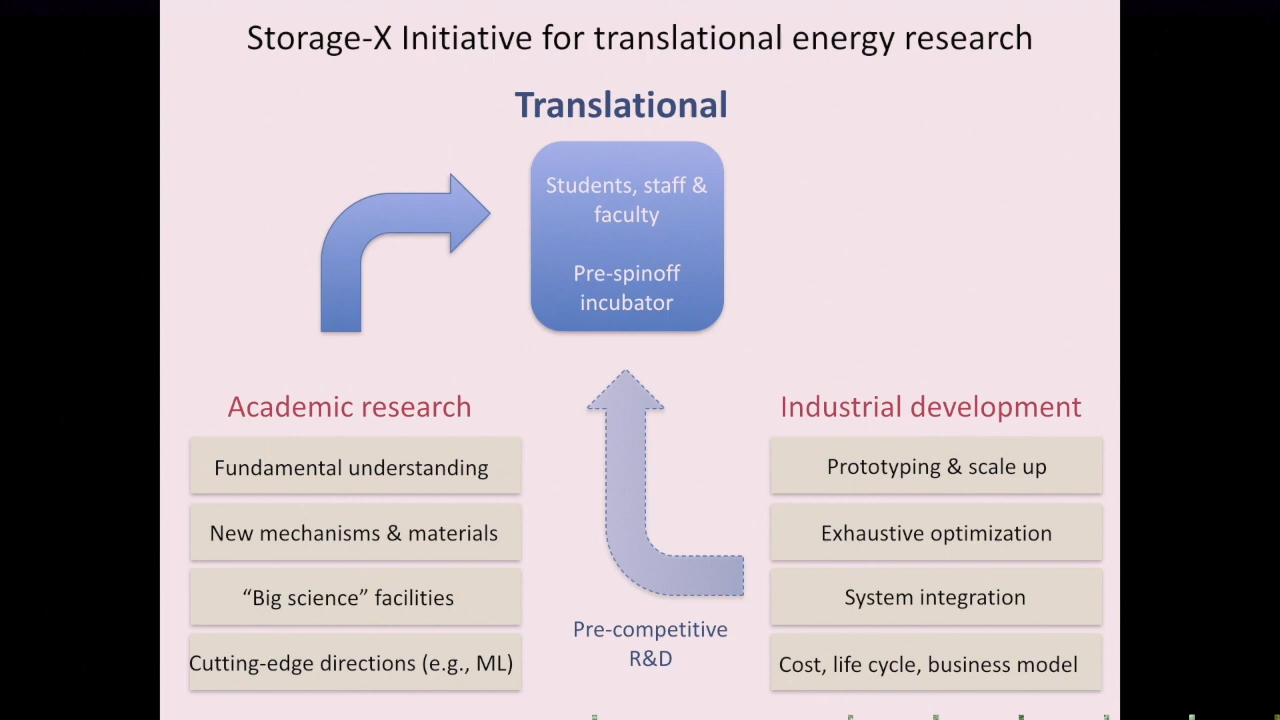 Storage-X Initiative for translational energy research
Translational
Students, staff &
faculty
Pre-spinoff
incubator
Academic research
Fundamental understanding
New mechanisms & materials
“Big science” facilities
Cutting-edge directions (e.g., ML)
Pre-competitive
R&D
Industrial development
Prototyping & scale up
Exhaustive optimization
System integration
Cost, life cycle, business model